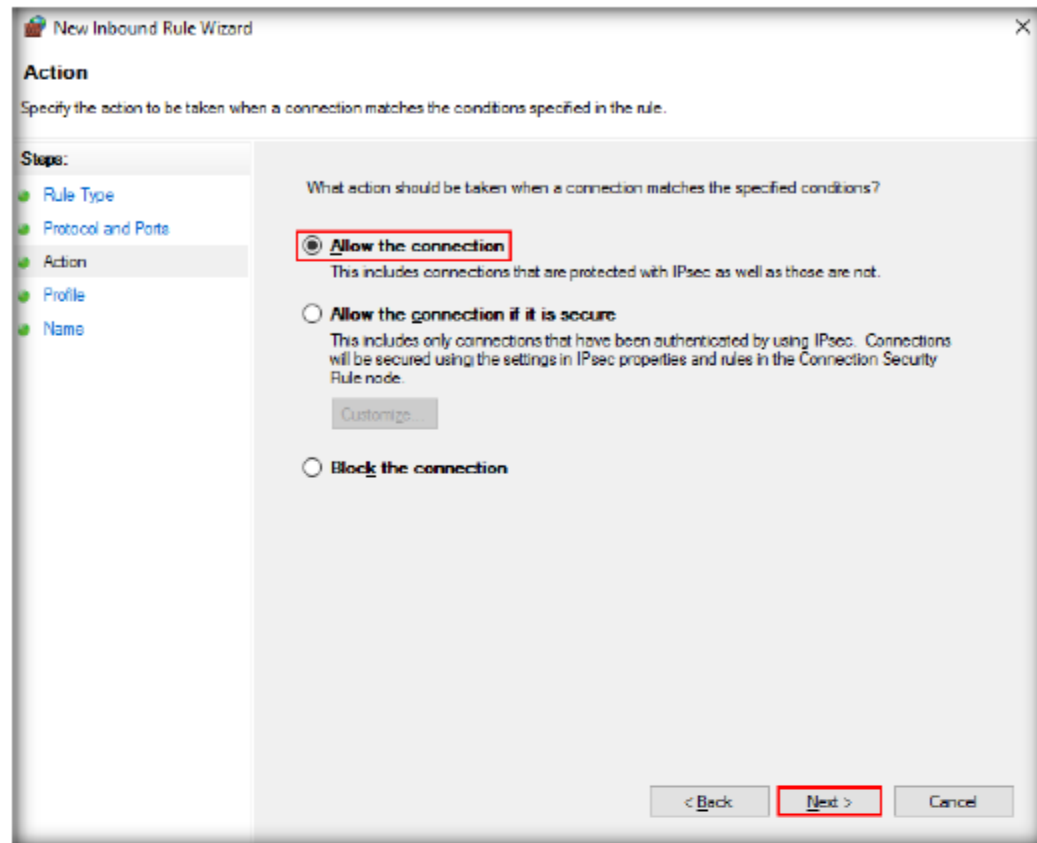 New Inbound Rule Wizard
Action
Specify the action to be taken when a connection matches the conditions specified in the rule.
Steps:
Rule Type
Protocol and Ports
Action
Profile
Name
What action should be taken when a connection matches the specified conditions?
Allow the connection
This includes connections that are protected with IPsec as well as those are not.
Allow the connection if it is secure
This includes only connections that have been authenticated by using IPsec. Connections
will be secured using the settings in IPsec properties and rules in the Connection Security
Rule node.
Customize...
Block the connection
< Back
Next >
Cancel